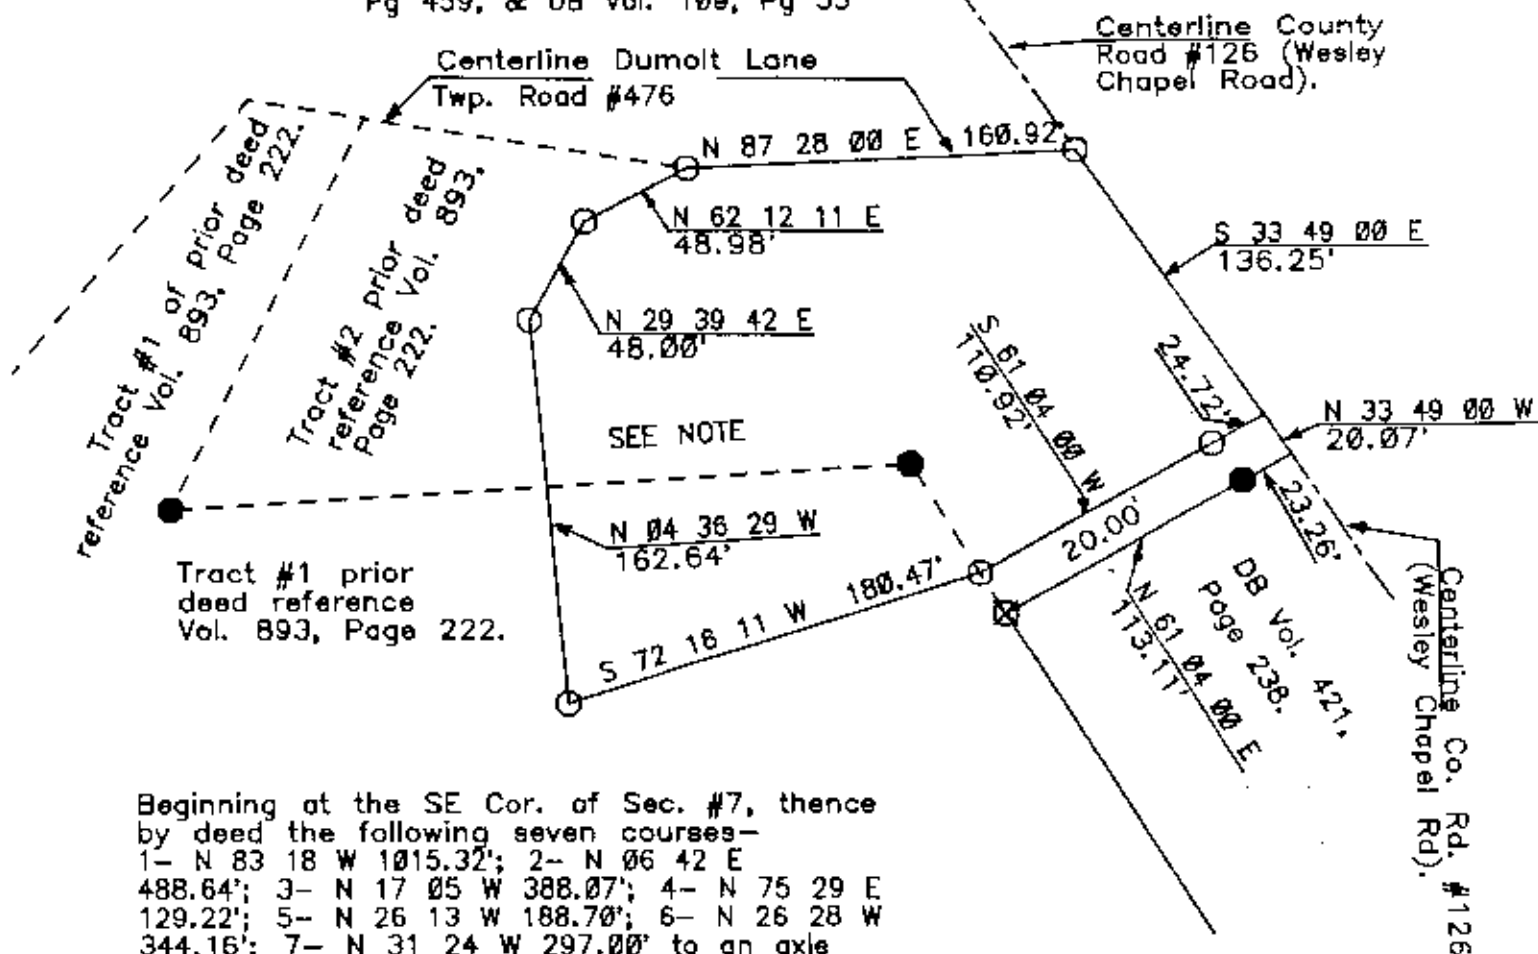 Pg 459, & DB Vol. 109, Pg 55
Centerline Dumolt Lane
Twp. Road #476
Centerline County
Road #126 (Wesley
Chapel Road).
N 87 28 00 E 160.92'
N 62 12 11 E
48.98'
N 29 39 42 E
48.00'
S 33 49 00 E
136.25'
Tract #1 of prior deed
reference Vol. 893, Page 222.
Tract #2 prior deed
reference Vol. 893,
Page 222.
S 61 04 00 W
110.92'
24.72'
N 33 49 00 W
20.07'
SEE NOTE
20.00'
23.26'
N 04 36 29 W
162.64'
Tract #1 prior
deed reference
Vol. 893, Page 222.
S 72 16 11 W 180.47'
N 61 04 00 E
113.11'
DB Vol. 421,
Page 238.
Centerline Co. Rd. #126
(Wesley Chapel Rd).
Beginning at the SE Cor. of Sec. #7, thence
by deed the following seven courses-
1- N 83 18 W 1015.32'; 2- N 06 42 E
488.64'; 3- N 17 05 W 388.07'; 4- N 75 29 E
129.22'; 5- N 26 13 W 188.70'; 6- N 26 28 W
344.16'; 7- N 31 24 W 297.00' to an axle